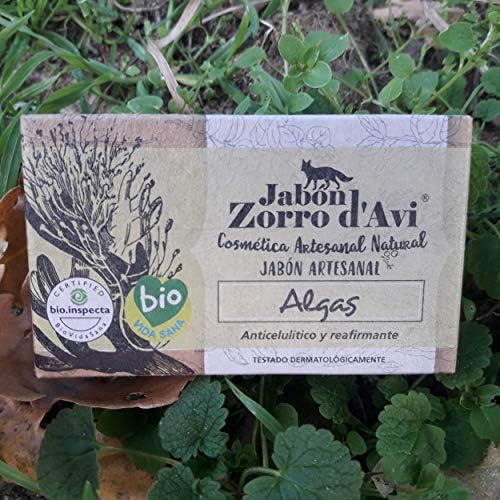 Jabón
Zorro d'Avi®
Cosmética Artesanal Natural
JABÓN ARTESANAL
Algas
Anticelulítico y reafirmante
TESTADO DERMATOLÓGICAMENTE
CERTIFIED
bio.inspecta
BioVidaSana
bio
VIDA SANA